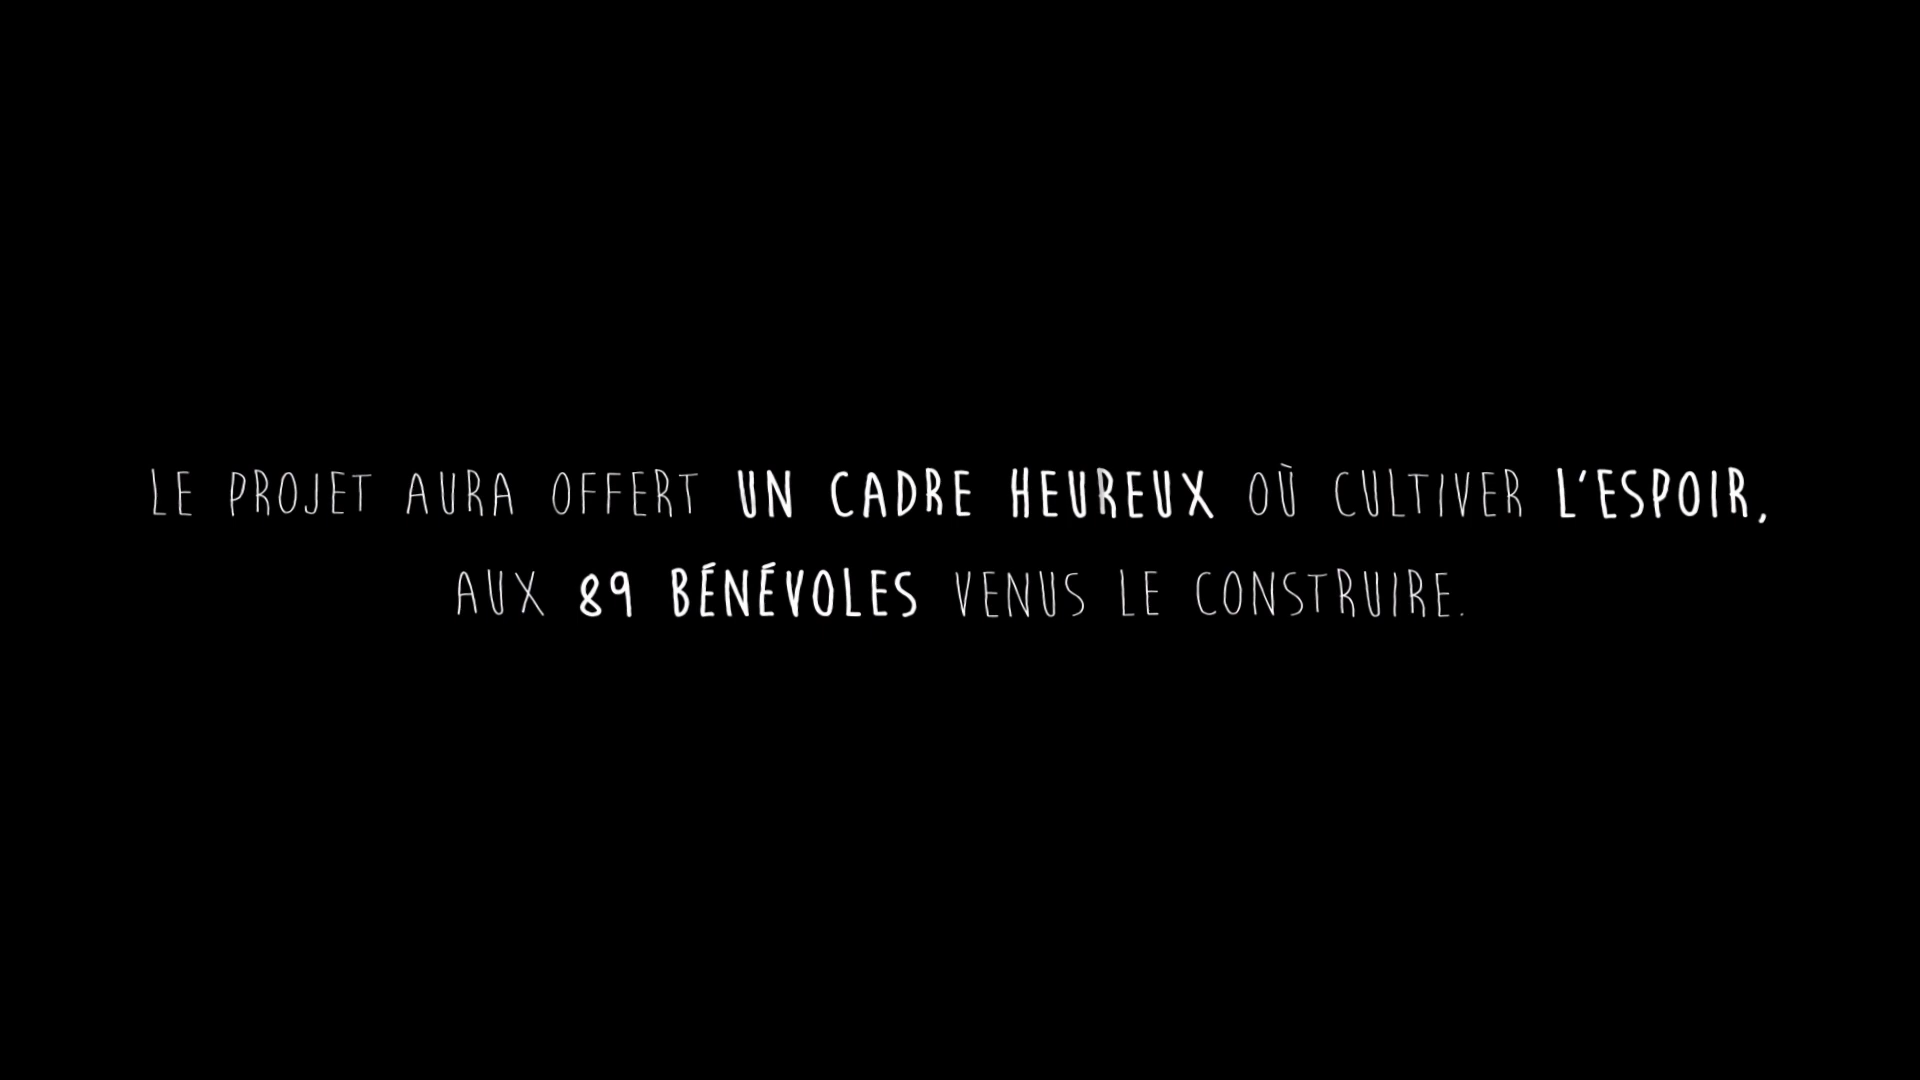 LE PROJET AURA OFFERT UN CADRE HEUREUX OÙ CULTIVER L'ESPOIR,
AUX 89 BÉNÉVOLES VENUS LE CONSTRUIRE.